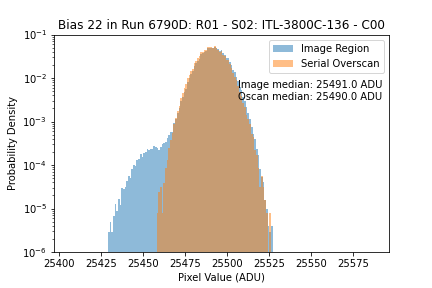 Bias 22 in Run 6790D: R01 - S02: ITL-3800C-136 - C00
Image Region
Serial Overscan
Image median: 25491.0 ADU
Oscan median: 25490.0 ADU
Probability Density
10⁻¹
10⁻²
10⁻³
10⁻⁴
10⁻⁵
10⁻⁶
25400 25425 25450 25475 25500 25525 25550 25575
Pixel Value (ADU)